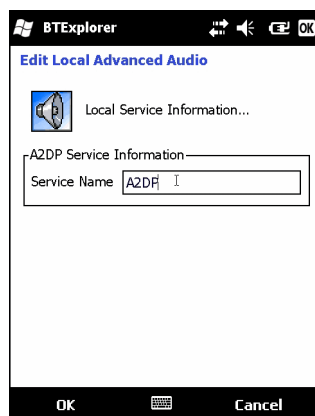 BTExplorer
OK
Edit Local Advanced Audio
Local Service Information...
A2DP Service Information
Service Name A2DP
OK Cancel